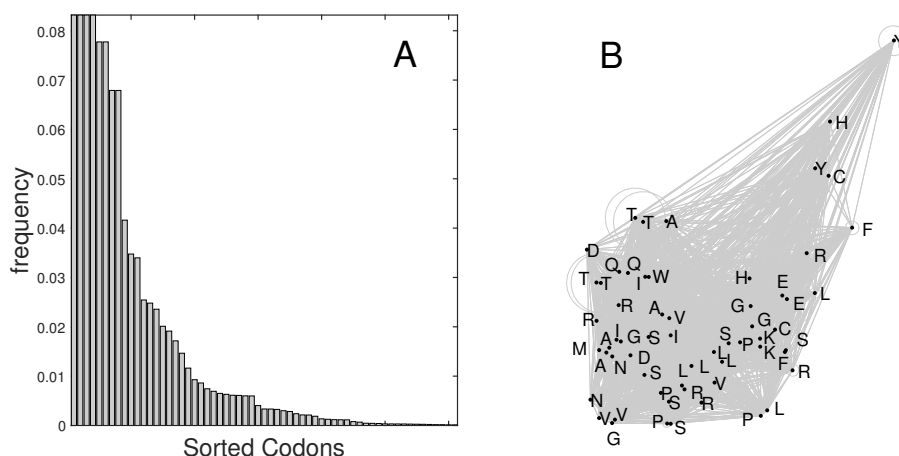 A
0.08
0.07
0.06
0.05
0.04
0.03
0.02
0.01
0
frequency
Sorted Codons
B
Y
H
Y C
F
T T A
R
D
Q Q
T T I W
H
E
E L
R
A V
G
R
G C
I G S I
S P K S
M A
K
A N D
L L
F
S
L L
R
V
N
P R
S R
V V
P L
G
P S